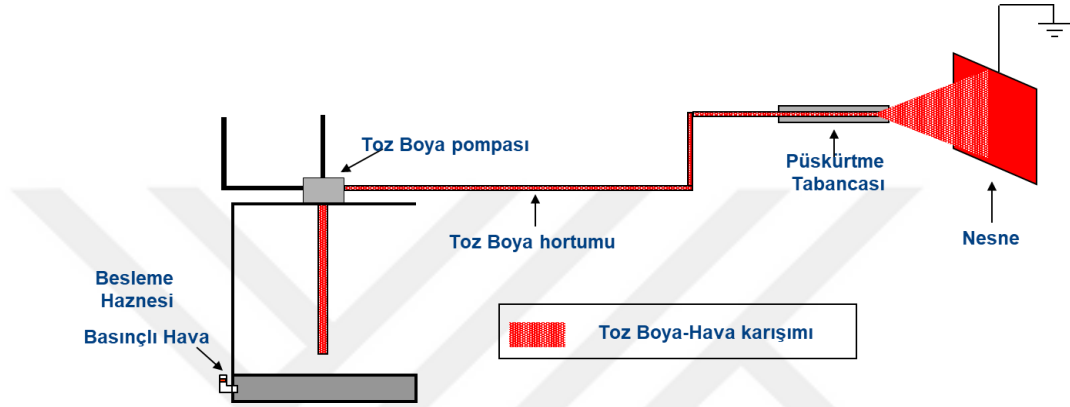 Toz Boya pompası
Püskürtme
Tabancası
Toz Boya hortumu
Nesne
Besleme
Haznesi
Basınçlı Hava
Toz Boya-Hava karışımı